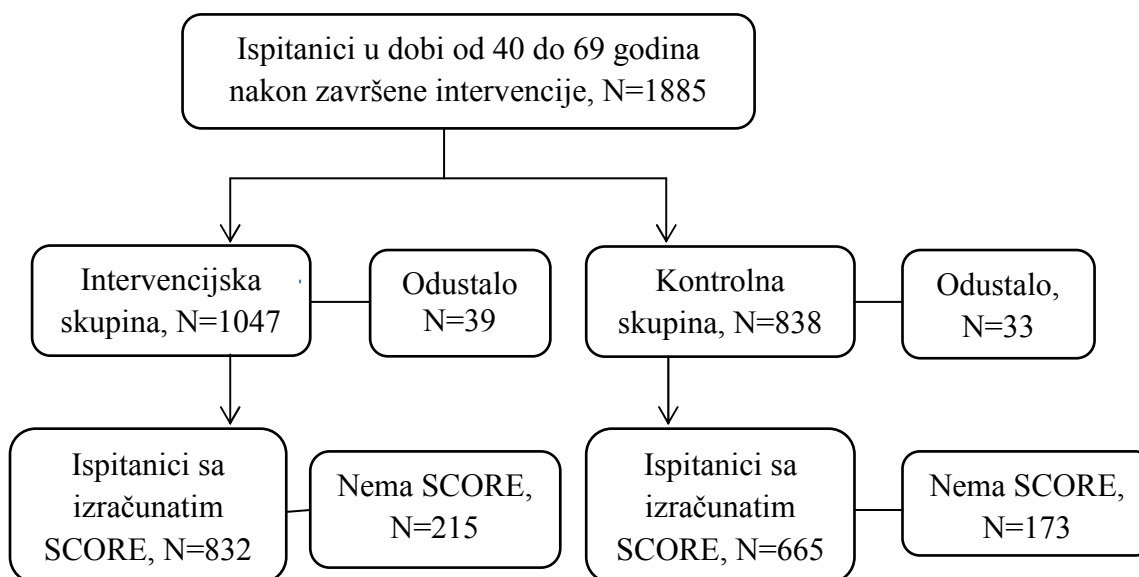 Ispitanici u dobi od 40 do 69 godina
nakon završene intervencije, N=1885
Intervencijska
skupina, N=1047
Odustalo
N=39
Kontrolna
skupina, N=838
Odustalo,
N=33
Ispitanici sa
izračunatim
SCORE, N=832
Nema SCORE,
N=215
Ispitanici sa
izračunatim
SCORE, N=665
Nema SCORE,
N=173